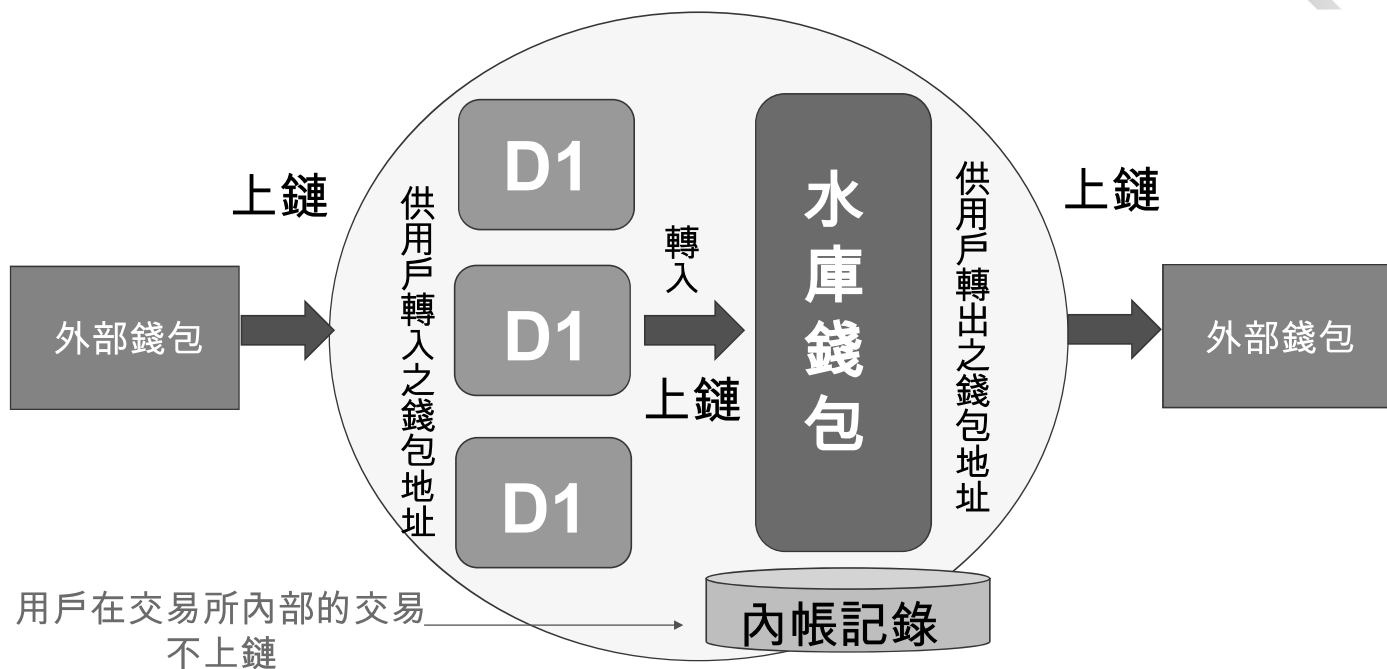 上鏈
外部錢包
供用戶轉入之錢包地址
D1
D1
D1
轉入
上鏈
水庫錢包
供用戶轉出之錢包地址
上鏈
外部錢包
用戶在交易所內部的交易
不上鏈
內帳記錄